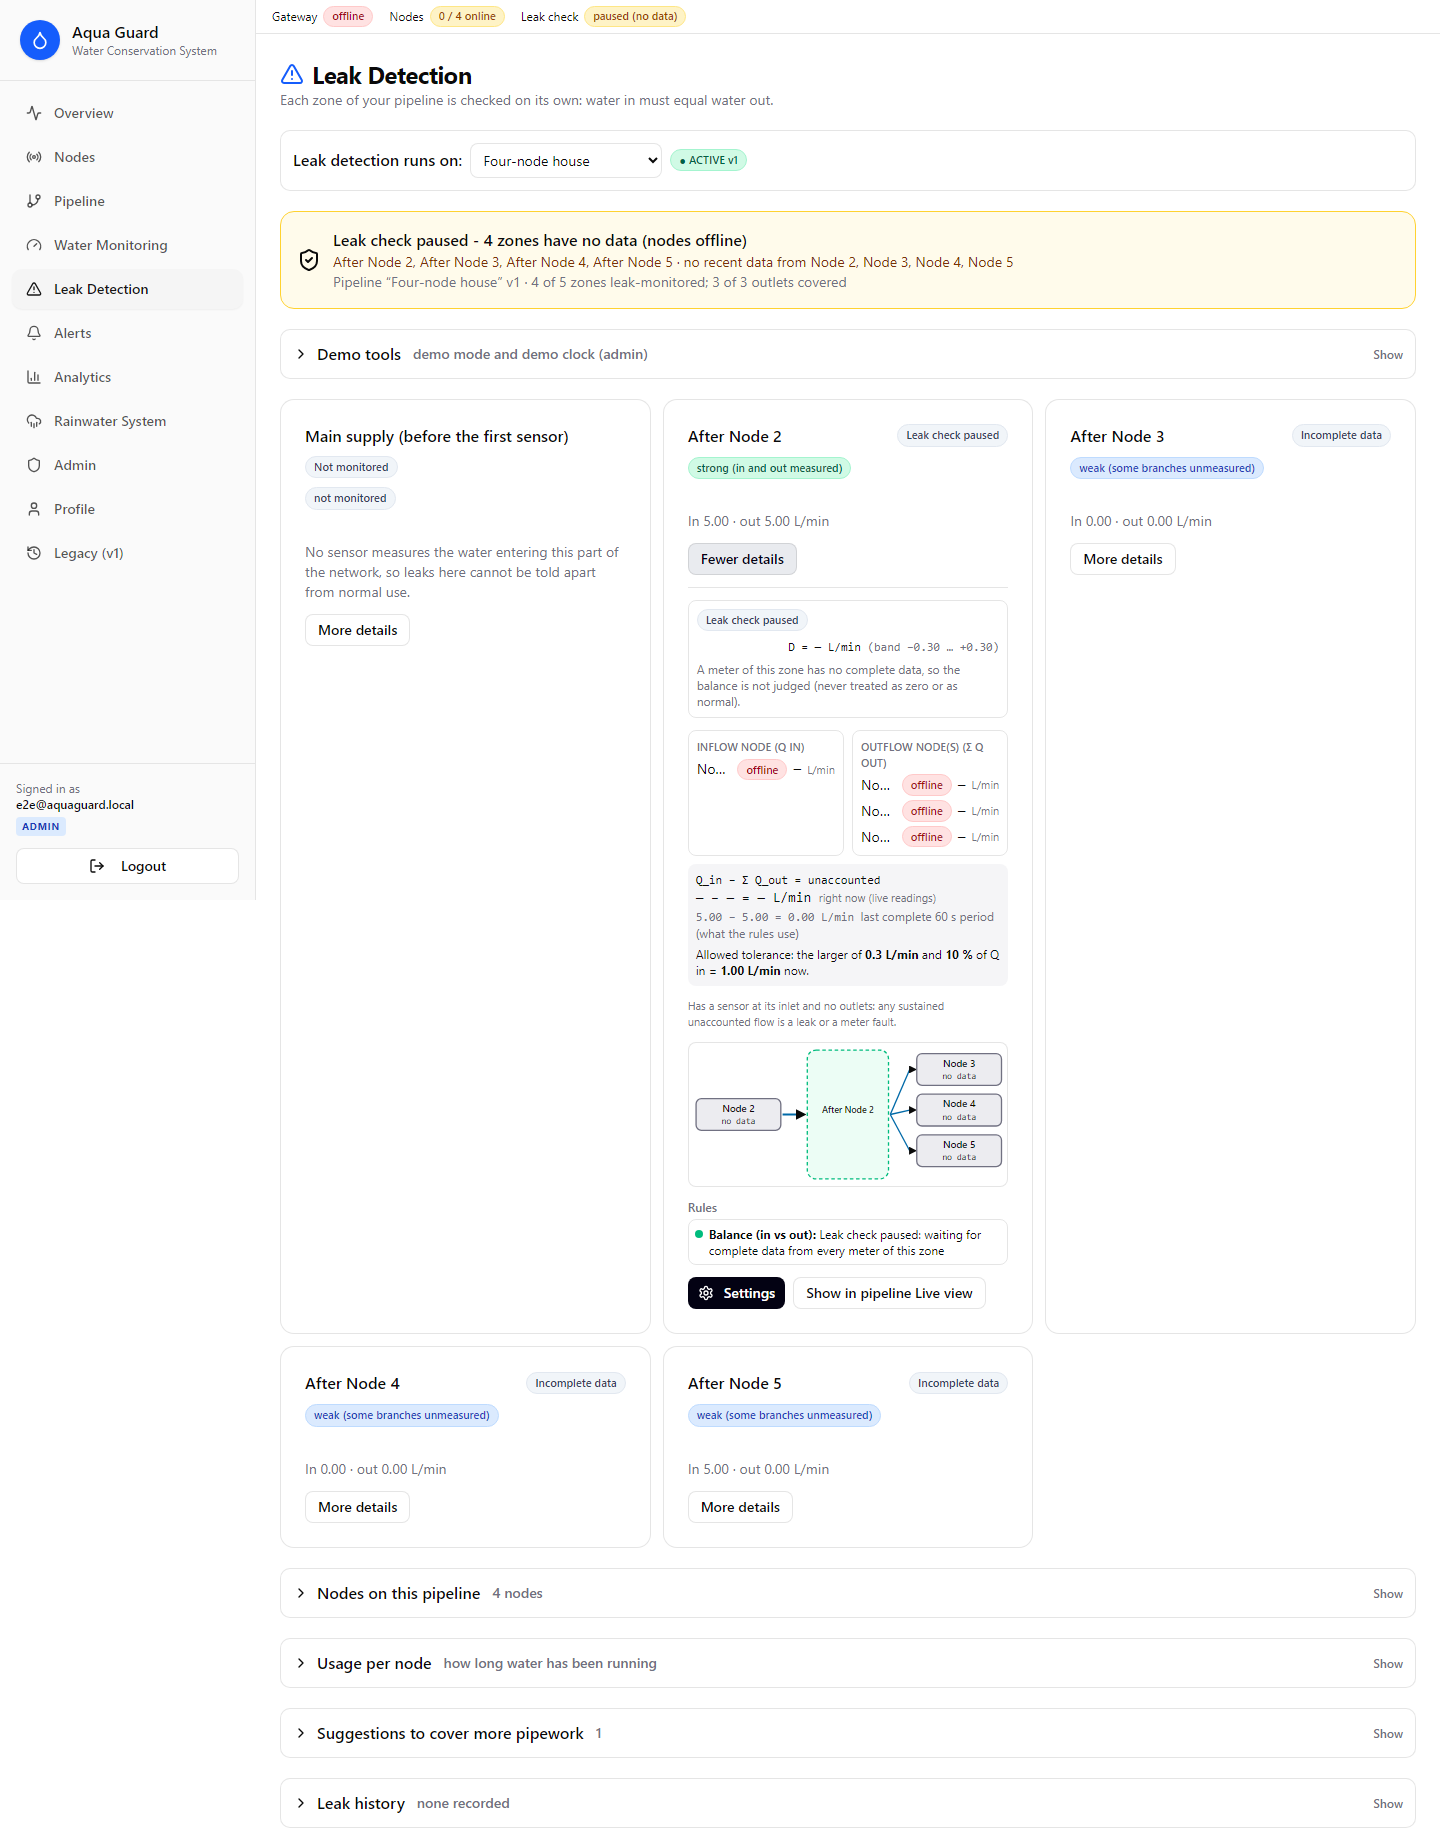 Aqua Guard
Water Conservation System
Overview
Nodes
Pipeline
Water Monitoring
Leak Detection
Alerts
Analytics
Rainwater System
Admin
Profile
Legacy (v1)
Signed in as
e2e@aquaguard.local
ADMIN
Logout
Gateway offline Nodes 0 / 4 online Leak check paused (no data)
Leak Detection
Each zone of your pipeline is checked on its own: water in must equal water out.
Leak detection runs on: Four-node house ● ACTIVE v1
Leak check paused - 4 zones have no data (nodes offline)
After Node 2, After Node 3, After Node 4, After Node 5 · no recent data from Node 2, Node 3, Node 4, Node 5
Pipeline “Four-node house” v1 · 4 of 5 zones leak-monitored; 3 of 3 outlets covered
Demo tools demo mode and demo clock (admin) Show
Main supply (before the first sensor)
Not monitored
not monitored
No sensor measures the water entering this part of
the network, so leaks here cannot be told apart
from normal use.
More details
After Node 2 Leak check paused
strong (in and out measured)
In 5.00 · out 5.00 L/min
Fewer details
Leak check paused
D = — L/min (band −0.30 … +0.30)
A meter of this zone has no complete data, so the
balance is not judged (never treated as zero or as
normal).
INFLOW NODE (Q IN)
No... offline — L/min
OUTFLOW NODE(S) (Σ Q
OUT)
No... offline — L/min
No... offline — L/min
No... offline — L/min
Q_in − Σ Q_out = unaccounted
— − — = — L/min right now (live readings)
5.00 − 5.00 = 0.00 L/min last complete 60 s period
(what the rules use)
Allowed tolerance: the larger of 0.3 L/min and 10 % of Q
in = 1.00 L/min now.
Has a sensor at its inlet and no outlets: any sustained
unaccounted flow is a leak or a meter fault.
Node 2
no data
After Node 2
Node 3
no data
Node 4
no data
Node 5
no data
Rules
Balance (in vs out): Leak check paused: waiting for
complete data from every meter of this zone
Settings Show in pipeline Live view
After Node 3 Incomplete data
weak (some branches unmeasured)
In 0.00 · out 0.00 L/min
More details
After Node 4 Incomplete data
weak (some branches unmeasured)
In 0.00 · out 0.00 L/min
More details
After Node 5 Incomplete data
weak (some branches unmeasured)
In 5.00 · out 0.00 L/min
More details
Nodes on this pipeline 4 nodes Show
Usage per node how long water has been running Show
Suggestions to cover more pipework 1 Show
Leak history none recorded Show